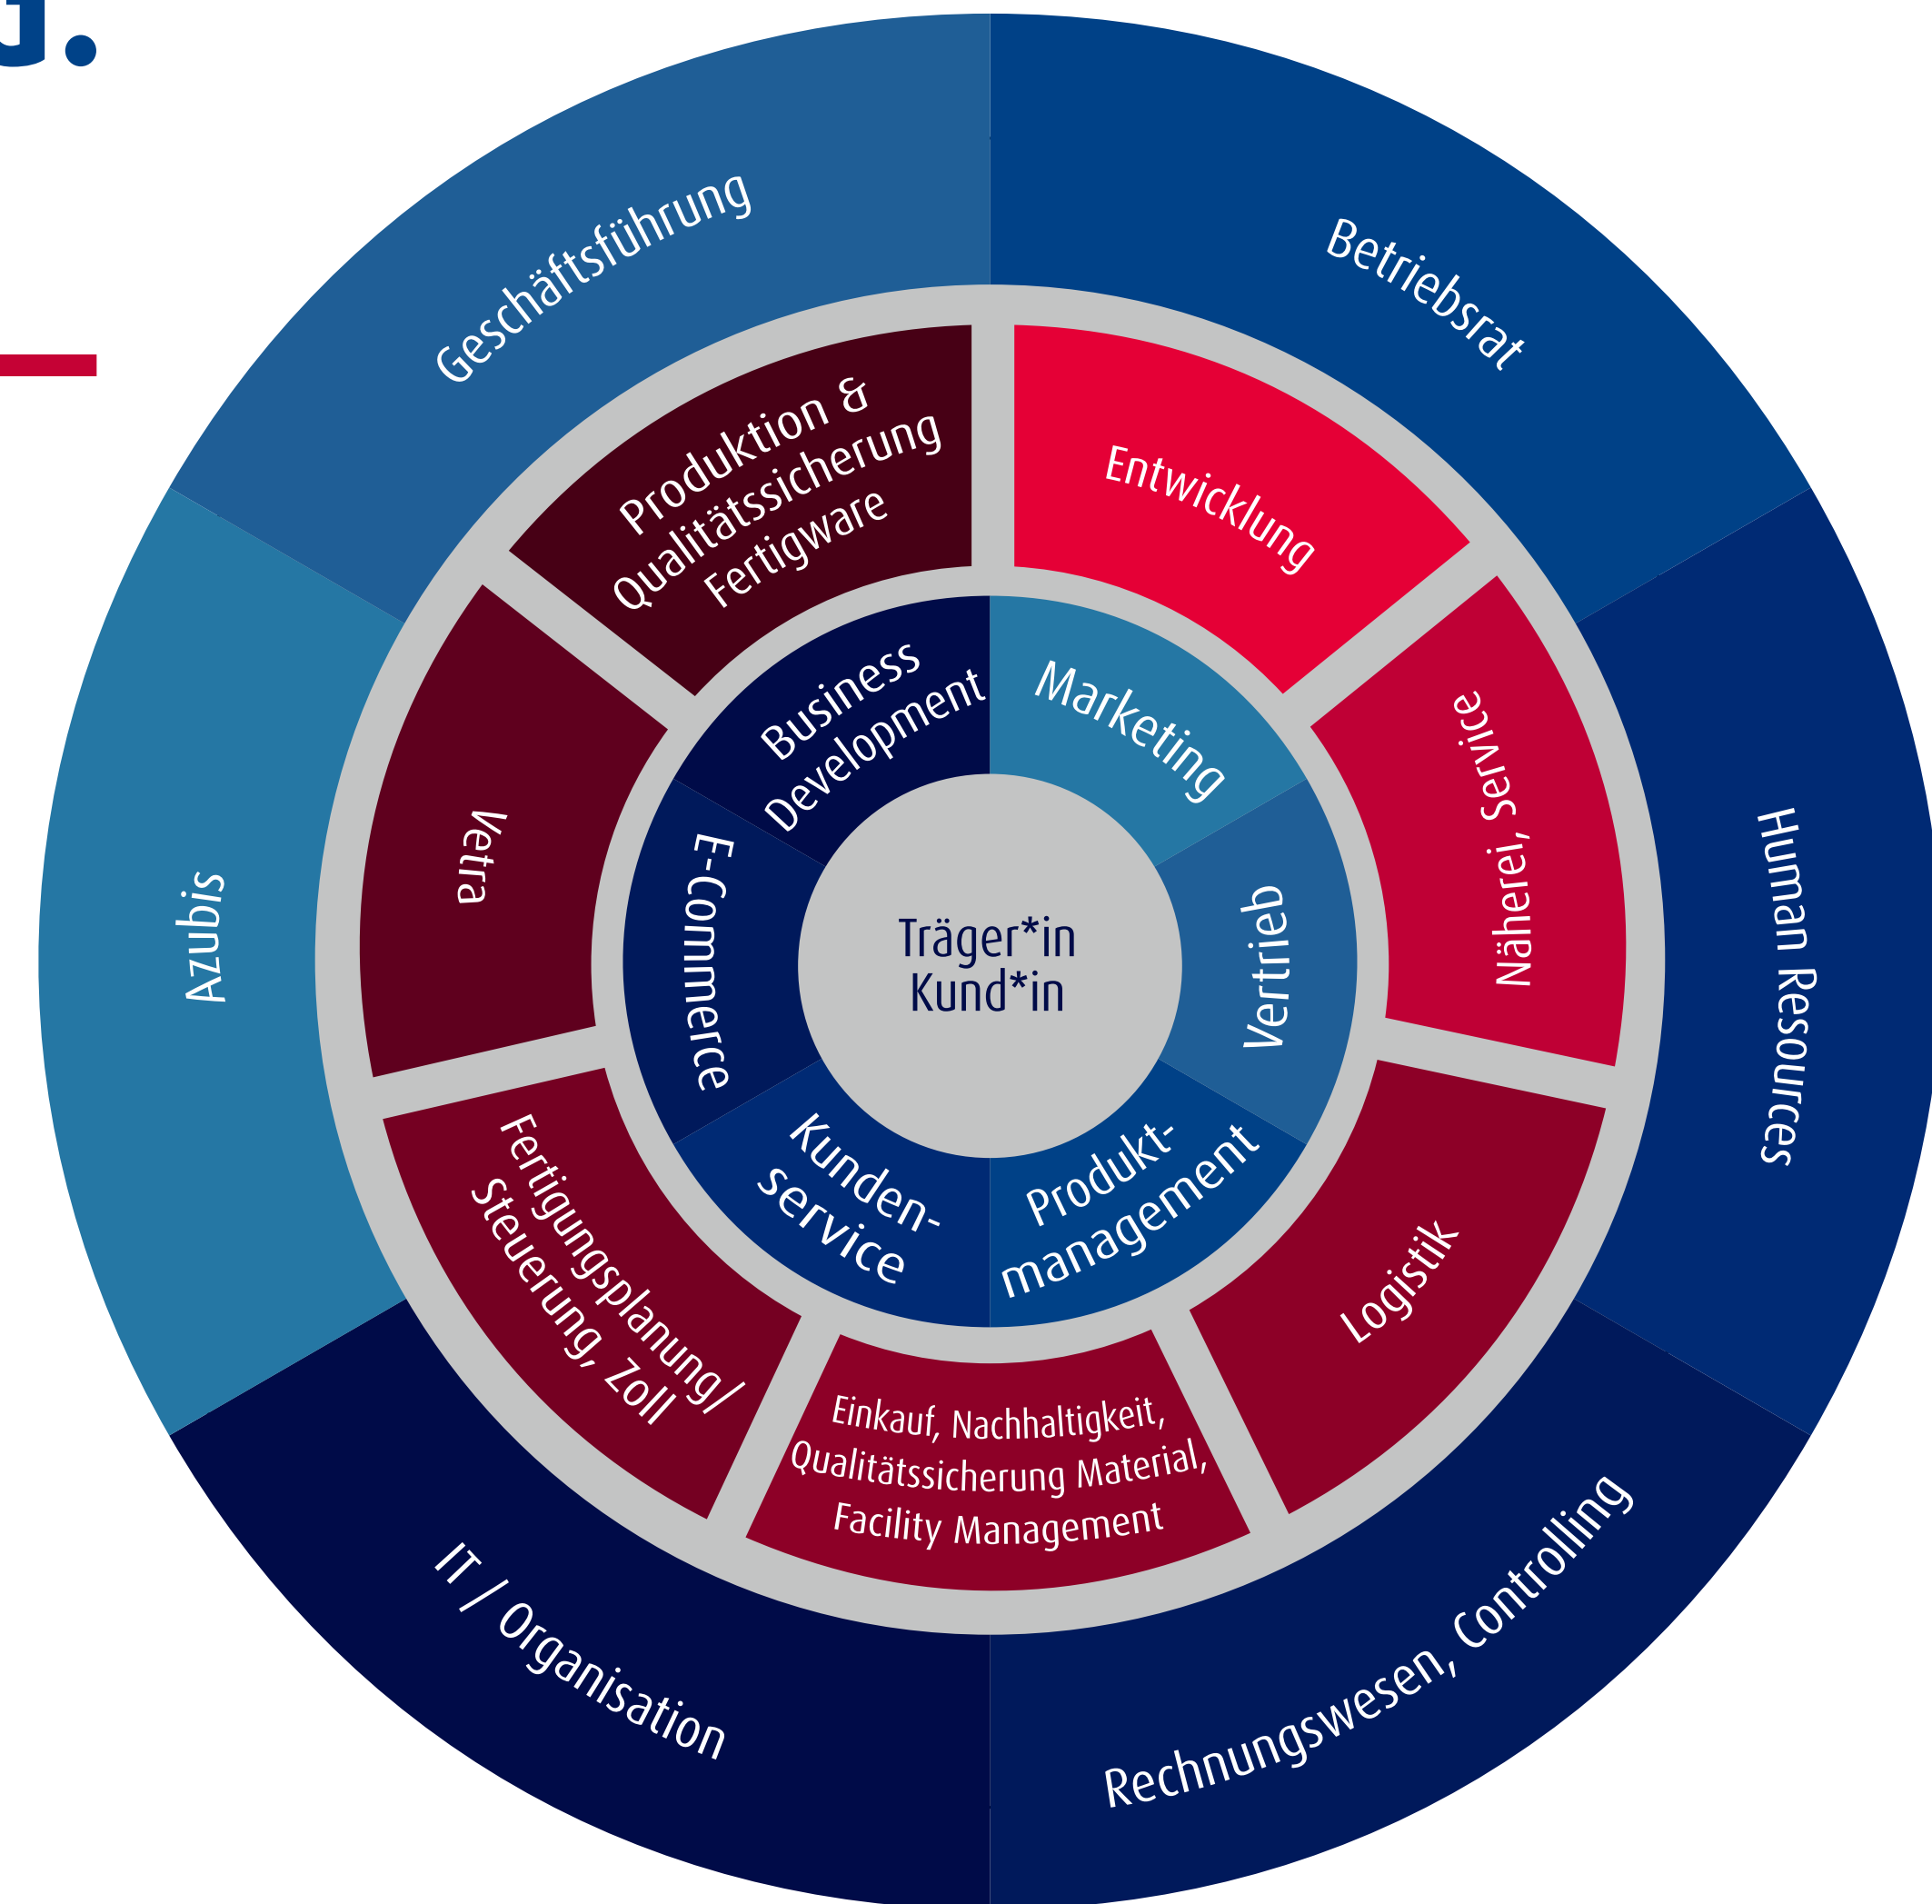 g.
Geschäftsführung
Betriebsrat
Human Resources
Rechnungswesen, Controlling
IT / Organisation
Azubis
Produktion &
Qualitätssicherung
Fertigware
Entwicklung
Näherei, Service
Logistik
Einkauf, Nachhaltigkeit,
Qualitätssicherung Material,
Facility Management
Fertigungsplanung/
Steuerung, Zoll
Vetra
Business
Development
Marketing
Vertrieb
Produkt-
management
Kunden-
service
E-Commerce
Träger*in
Kund*in